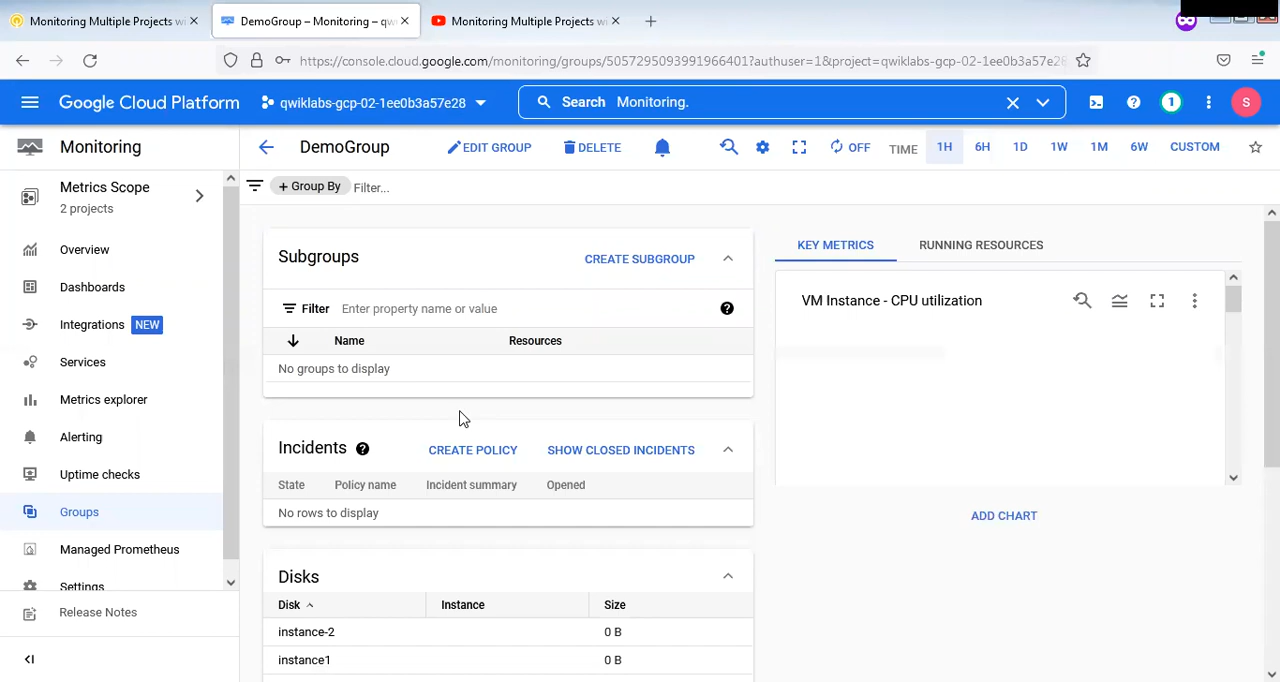 Monitoring Multiple Projects wi
DemoGroup – Monitoring – qw
Monitoring Multiple Projects w
https://console.cloud.google.com/monitoring/groups/5057295093991966401?authuser=1&project=qwiklabs-gcp-02-1ee0b3a57e28
Google Cloud Platform
qwiklabs-gcp-02-1ee0b3a57e28
Search Monitoring.
1
S
Monitoring
DemoGroup
EDIT GROUP
DELETE
OFF
TIME
1H
6H
1D
1W
1M
6W
CUSTOM
Metrics Scope
2 projects
+ Group By
Filter...
Overview
Dashboards
Integrations NEW
Services
Metrics explorer
Alerting
Uptime checks
Groups
Managed Prometheus
Settings
Release Notes
Subgroups
CREATE SUBGROUP
Filter Enter property name or value
Name Resources
No groups to display
Incidents
CREATE POLICY
SHOW CLOSED INCIDENTS
State Policy name Incident summary Opened
No rows to display
Disks
Disk Instance Size
instance-2 0 B
instance1 0 B
KEY METRICS
RUNNING RESOURCES
VM Instance - CPU utilization
ADD CHART